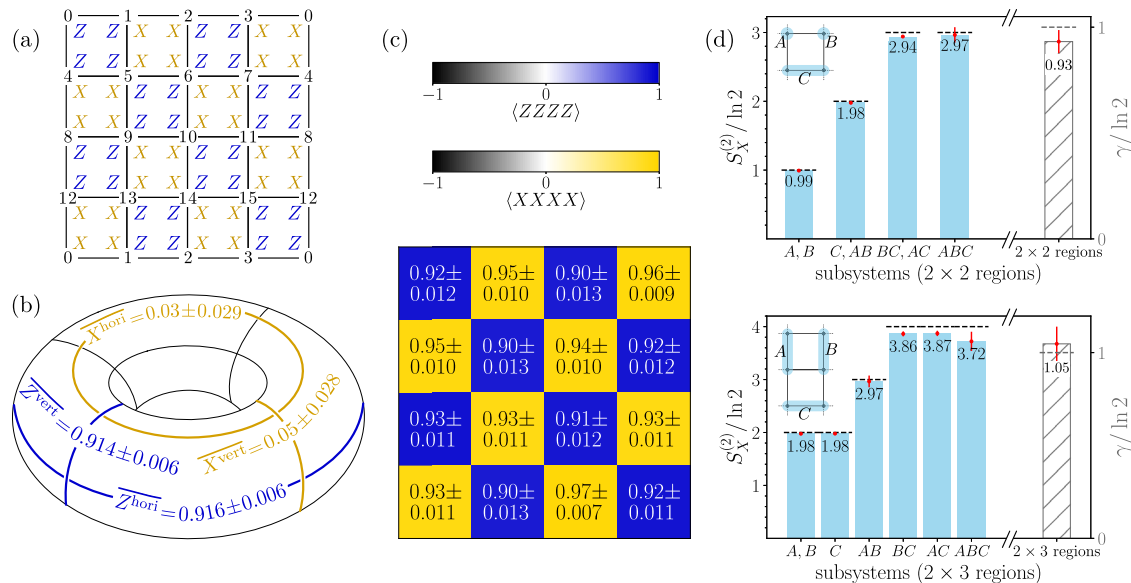 (a)
0 1 2 3 0
Z Z X X Z Z X X
Z Z X X Z Z X X
4 5 6 7 4
X X Z Z X X Z Z
X X Z Z X X Z Z
8 9 10 11 8
Z Z X X Z Z X X
Z Z X X Z Z X X
12 13 14 15 12
X X Z Z X X Z Z
X X Z Z X X Z Z
0 1 2 3 0
(b)
X^hori = 0.03±0.029
Z^vert = 0.914±0.006
X^vert = 0.05±0.028
Z^hori = 0.916±0.006
(c)
−1 0 1
⟨ZZZZ⟩
−1 0 1
⟨XXXX⟩
0.92± 0.95± 0.90± 0.96±
0.012 0.010 0.013 0.009
0.95± 0.90± 0.94± 0.92±
0.010 0.013 0.010 0.012
0.93± 0.93± 0.91± 0.93±
0.011 0.011 0.012 0.011
0.93± 0.90± 0.97± 0.92±
0.011 0.013 0.007 0.011
(d)
S_X^(2)/ ln 2
3
2
1
A B
C
0.99
1.98
2.94
2.97
0.93
1
0
γ/ ln 2
A, B C, AB BC, AC ABC 2 × 2 regions
subsystems (2 × 2 regions)
S_X^(2)/ ln 2
4
3
2
1
A B
C
1.98
1.98
2.97
3.86
3.87
3.72
1.05
1
0
γ/ ln 2
A, B C AB BC AC ABC 2 × 3 regions
subsystems (2 × 3 regions)